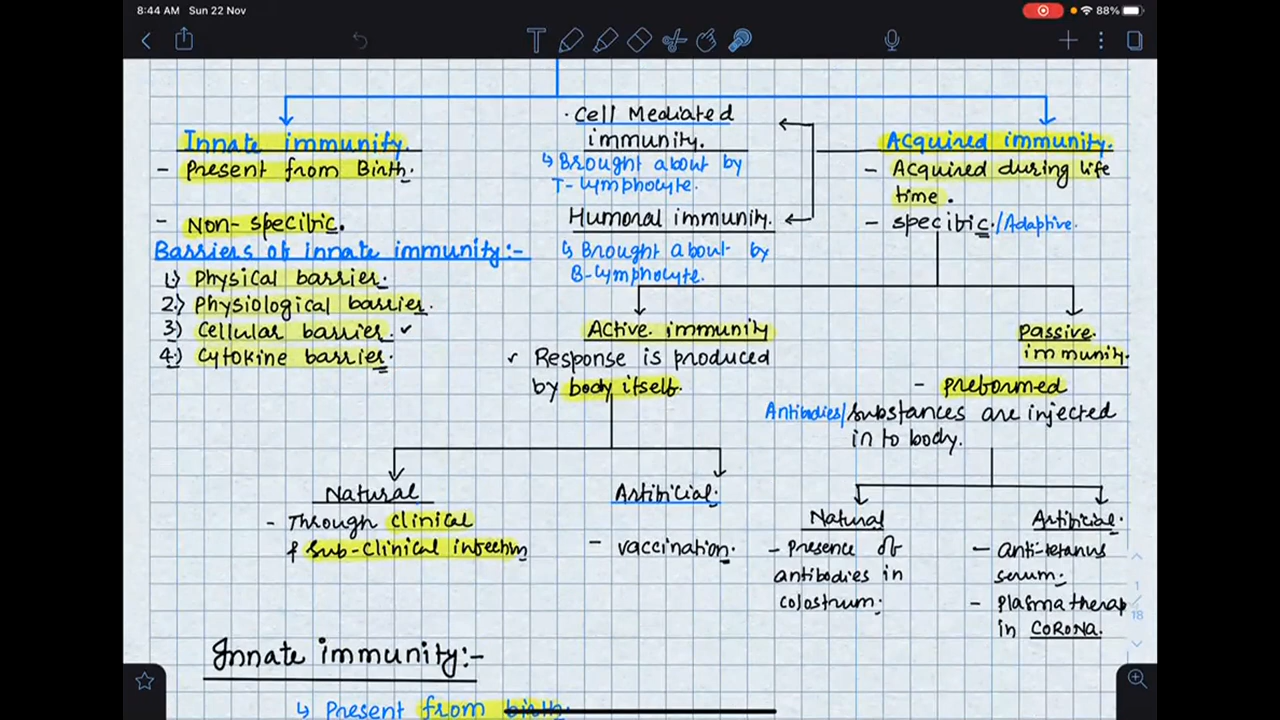 8:44 AM Sun 22 Nov
88%
Innate immunity.
- Present from Birth.
- Non-specific.
Barriers of innate immunity:-
1.) Physical barrier.
2.) Physiological barrier.
3) Cellular barrier. ✓
4.) Cytokine barrier.
· Cell Mediated
immunity.
↳ Brought about by
T-lymphocyte.
Humoral immunity.
↳ Brought about by
B-lymphocyte.
Acquired immunity.
- Acquired during life
time.
- specific./Adaptive.
Active immunity
✓ Response is produced
by body itself.
Passive.
immunity.
- preformed
Antibodies/substances are injected
in to body.
Natural
- Through clinical
& sub-clinical infection
Artificial.
- vaccination.
Natural
- Presence of
antibodies in
colostrum.
Artificial.
- anti-tetanus
serum.
- Plasma therap
in CORONA.
1
/
18
Innate immunity:-
↳ Present from birth.